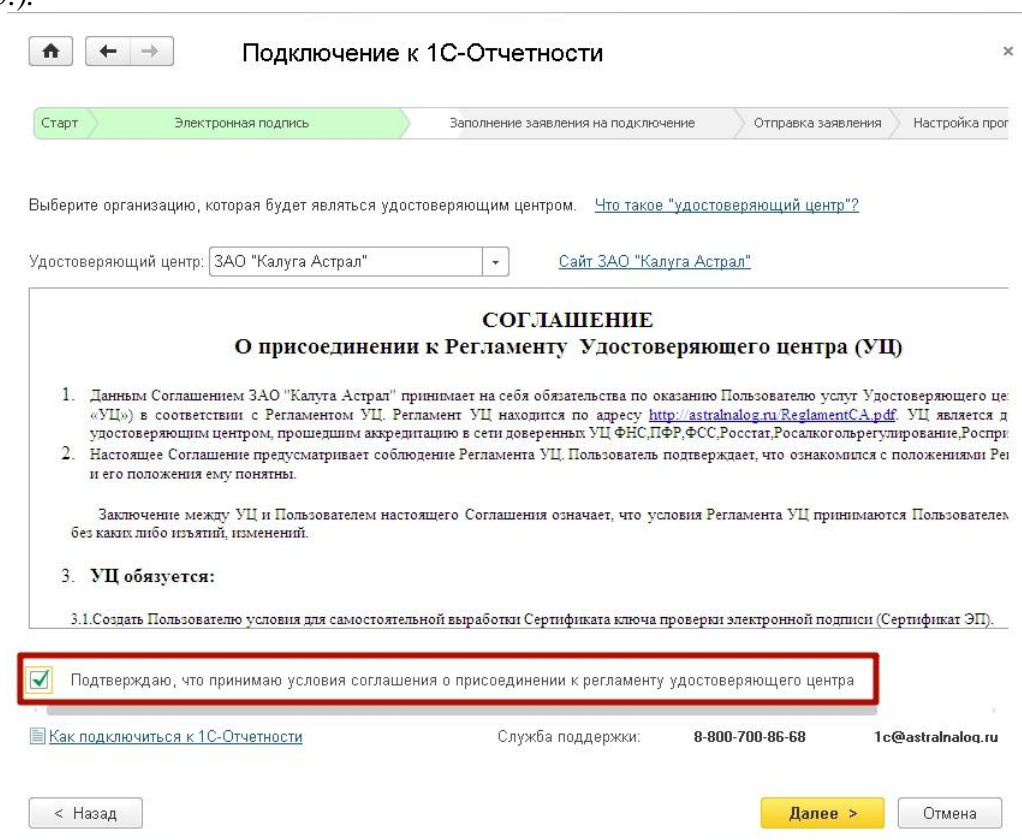 Подключение к 1С-Отчетности
Старт Электронная подпись Заполнение заявления на подключение Отправка заявления Настройка прог
Выберите организацию, которая будет являться удостоверяющим центром. Что такое "удостоверяющий центр"?
Удостоверяющий центр: ЗАО "Калуга Астрал" Сайт ЗАО "Калуга Астрал"
СОГЛАШЕНИЕ
О присоединении к Регламенту Удостоверяющего центра (УЦ)
1. Данным Соглашением ЗАО "Калуга Астрал" принимает на себя обязательства по оказанию Пользователю услуг Удостоверяющего це
«УЦ») в соответствии с Регламентом УЦ. Регламент УЦ находится по адресу http://astralnalog.ru/ReglamentCA.pdf. УЦ является д
удостоверяющим центром, прошедшим аккредитацию в сети доверенных УЦ ФНС,ПФР,ФСС,Росстат,Росалкогольрегулирование,Роспри
2. Настоящее Соглашение предусматривает соблюдение Регламента УЦ. Пользователь подтверждает, что ознакомился с положениями Рег
и его положения ему понятны.
Заключение между УЦ и Пользователем настоящего Соглашения означает, что условия Регламента УЦ принимаются Пользователем
без каких либо изъятий, изменений.
3. УЦ обязуется:
3.1.Создать Пользователю условия для самостоятельной выработки Сертификата ключа проверки электронной подписи (Сертификат ЭП).
Подтверждаю, что принимаю условия соглашения о присоединении к регламенту удостоверяющего центра
Как подключиться к 1С-Отчетности Служба поддержки: 8-800-700-86-68 1c@astralnalog.ru
< Назад Далее > Отмена